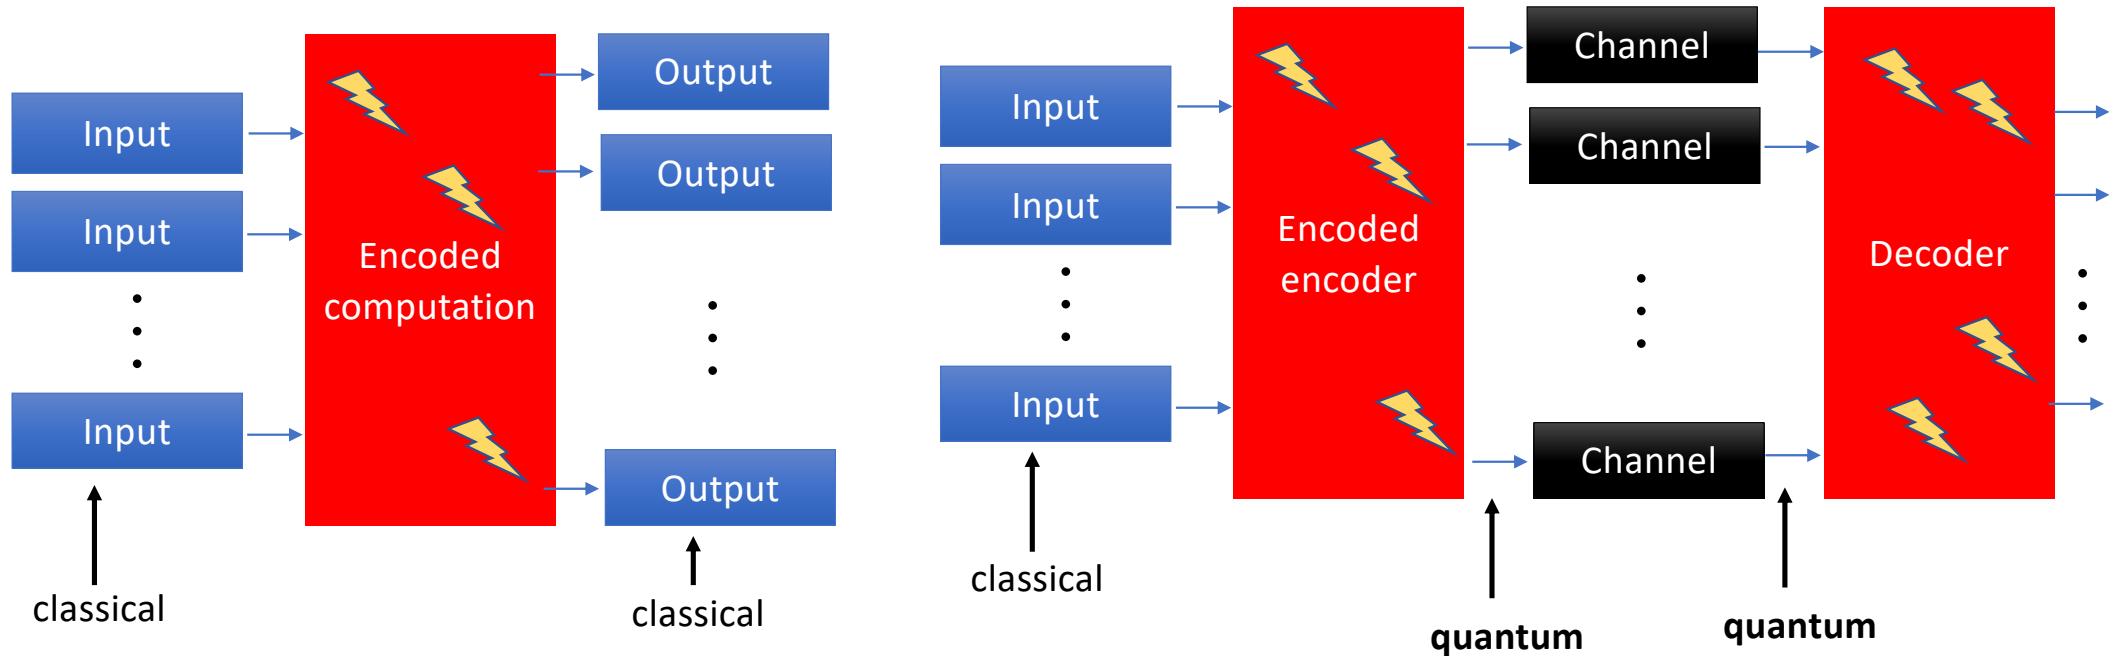 Input
Input
Input
Encoded
computation
Output
Output
Output
classical
classical
Input
Input
Input
Encoded
encoder
Channel
Channel
Channel
Decoder
classical
quantum
quantum